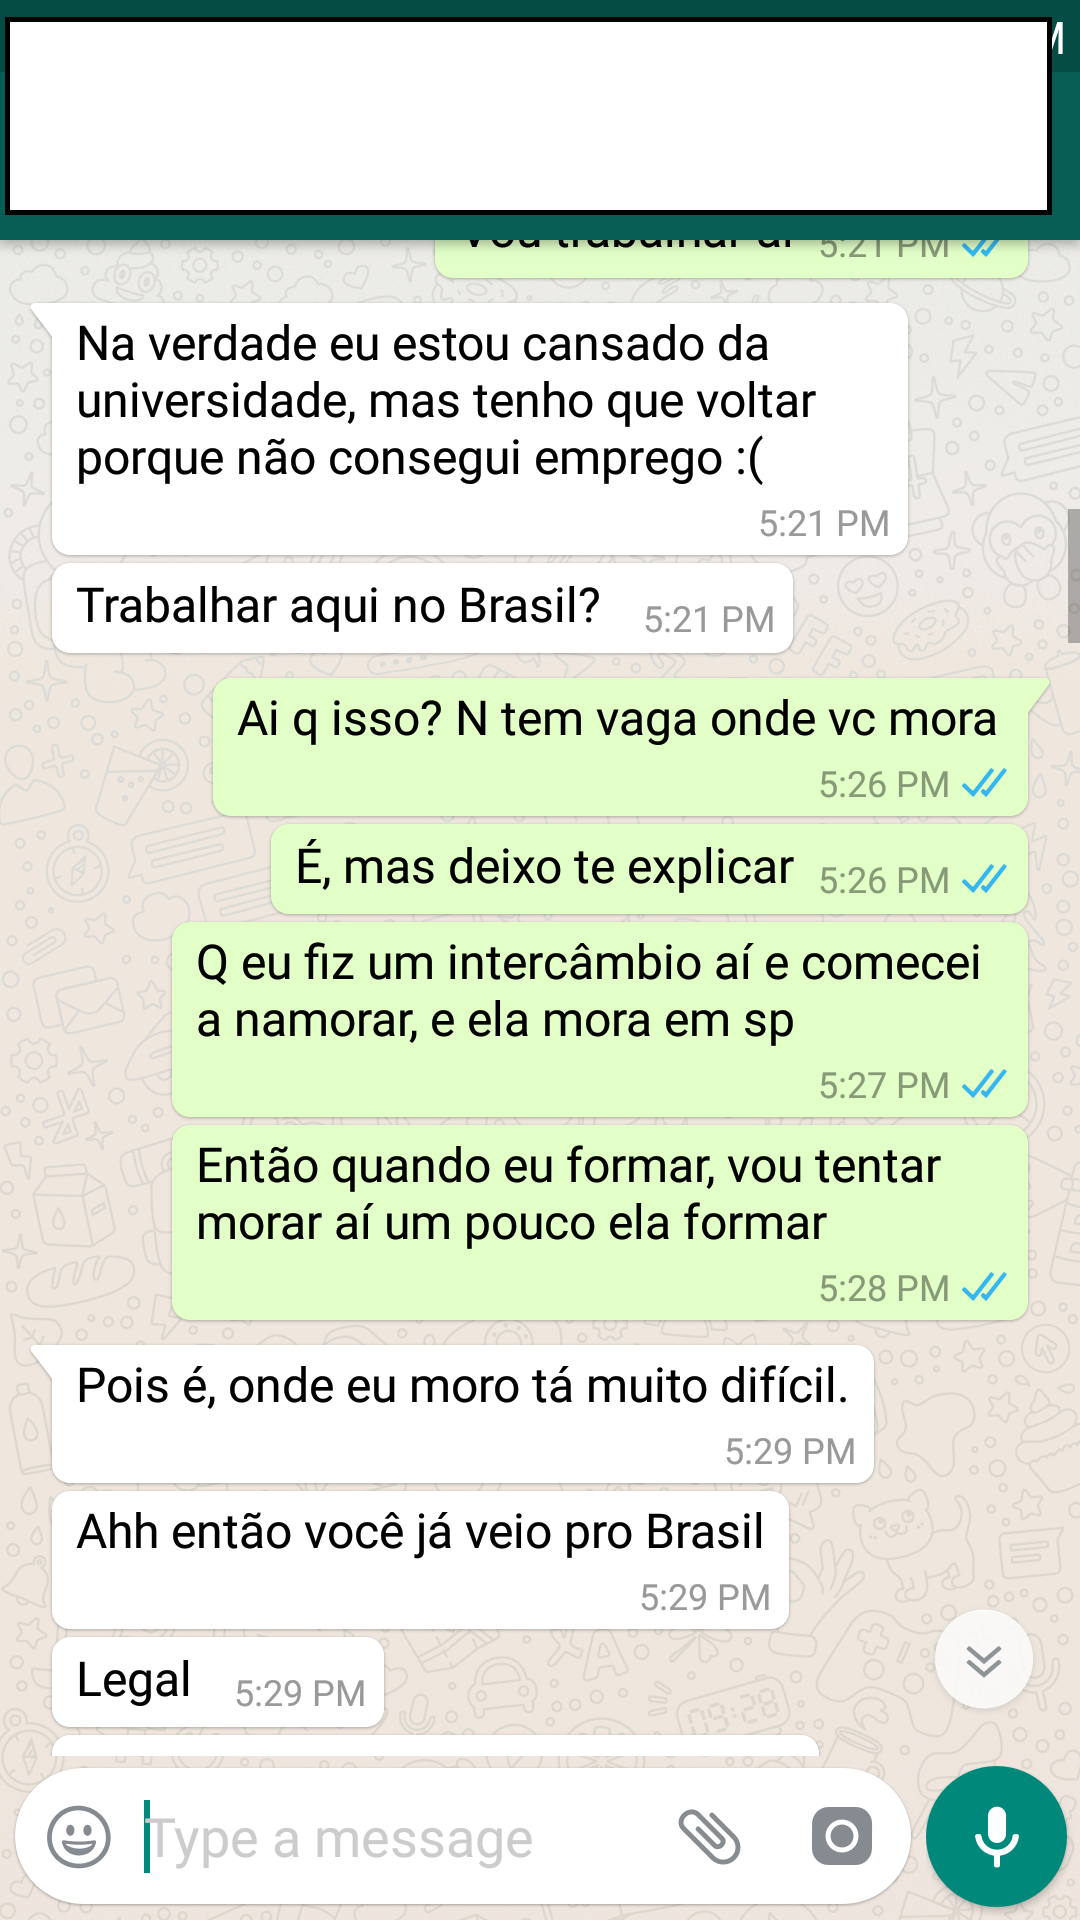 M
Vou trabalhar aí 5:21 PM
Na verdade eu estou cansado da
universidade, mas tenho que voltar
porque não consegui emprego :(
5:21 PM
Trabalhar aqui no Brasil? 5:21 PM
Ai q isso? N tem vaga onde vc mora
5:26 PM
É, mas deixo te explicar 5:26 PM
Q eu fiz um intercâmbio aí e comecei
a namorar, e ela mora em sp
5:27 PM
Então quando eu formar, vou tentar
morar aí um pouco ela formar
5:28 PM
Pois é, onde eu moro tá muito difícil.
5:29 PM
Ahh então você já veio pro Brasil
5:29 PM
Legal 5:29 PM
Type a message